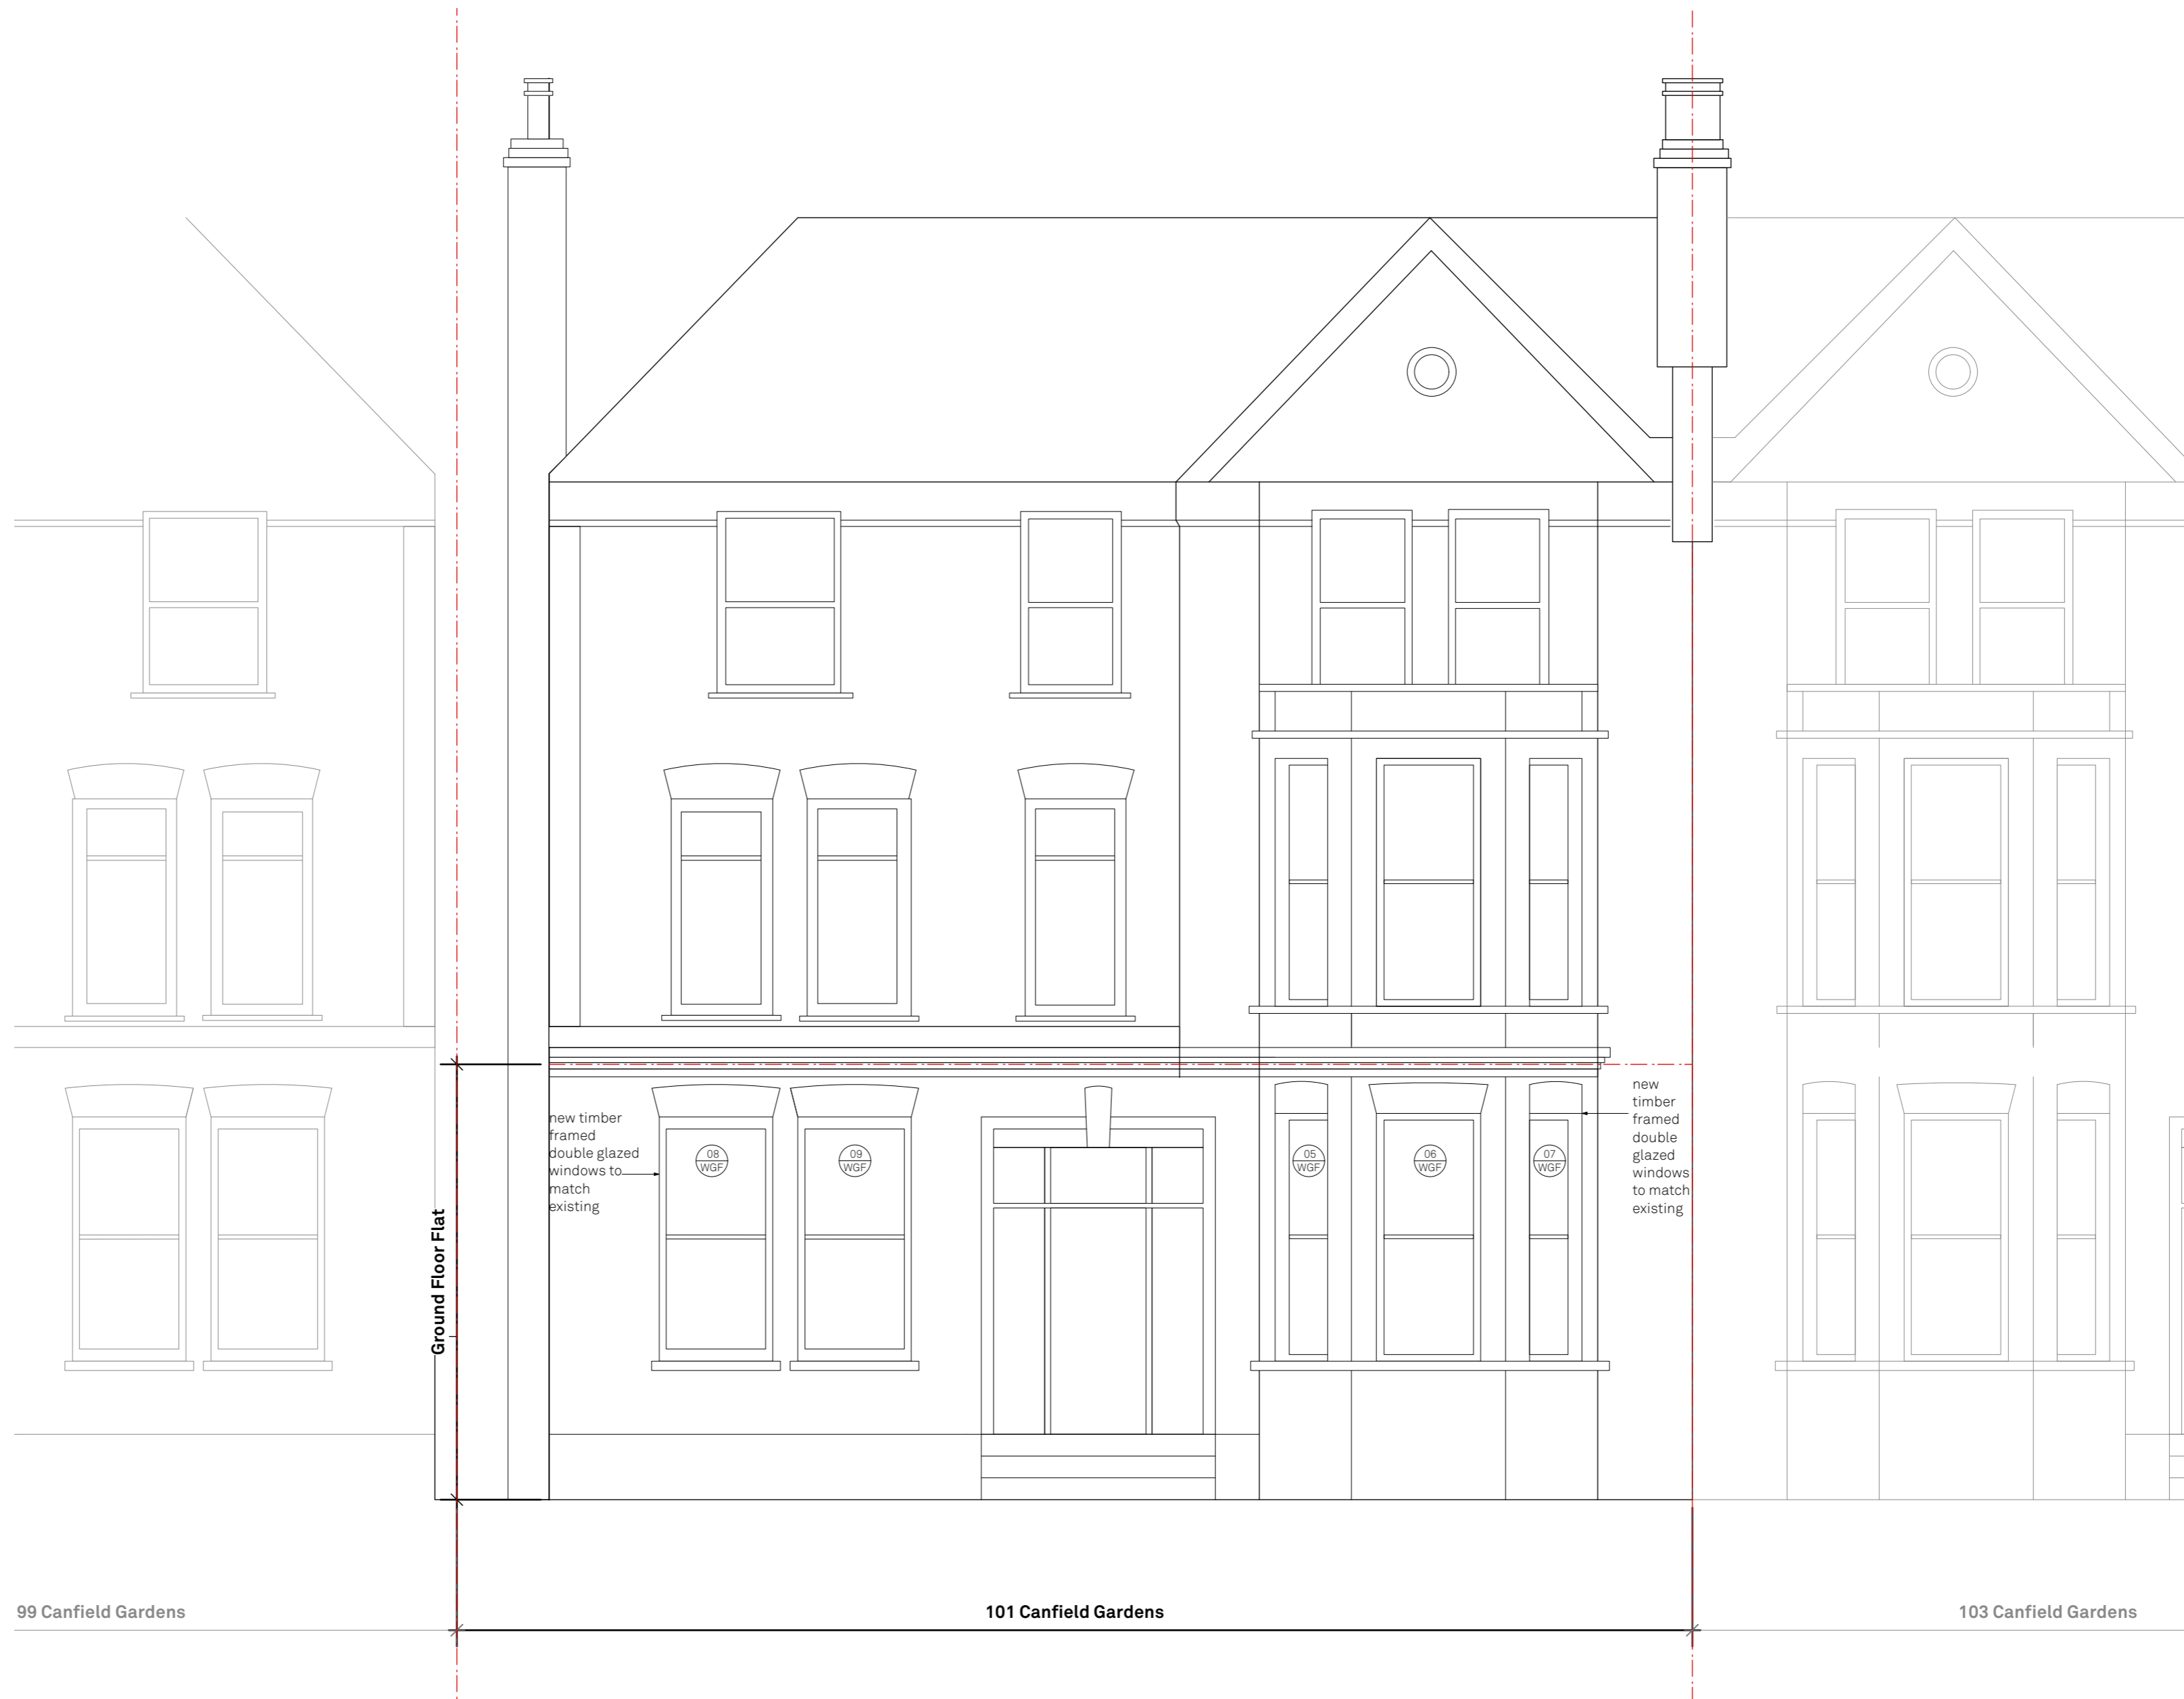 new timber
framed
double glazed
windows to
match
existing
08
WGF
09
WGF
05
WGF
06
WGF
07
WGF
new
timber
framed
double
glazed
windows
to match
existing
Ground Floor Flat
99 Canfield Gardens
101 Canfield Gardens
103 Canfield Gardens